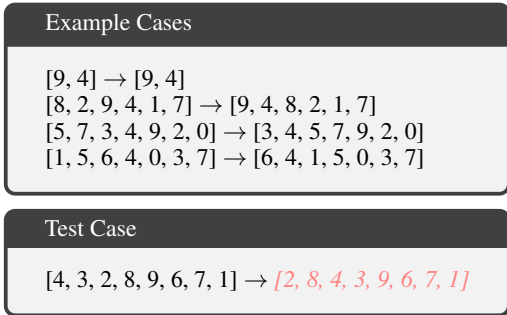 Example Cases
[9, 4] → [9, 4]
[8, 2, 9, 4, 1, 7] → [9, 4, 8, 2, 1, 7]
[5, 7, 3, 4, 9, 2, 0] → [3, 4, 5, 7, 9, 2, 0]
[1, 5, 6, 4, 0, 3, 7] → [6, 4, 1, 5, 0, 3, 7]
Test Case
[4, 3, 2, 8, 9, 6, 7, 1] → [2, 8, 4, 3, 9, 6, 7, 1]